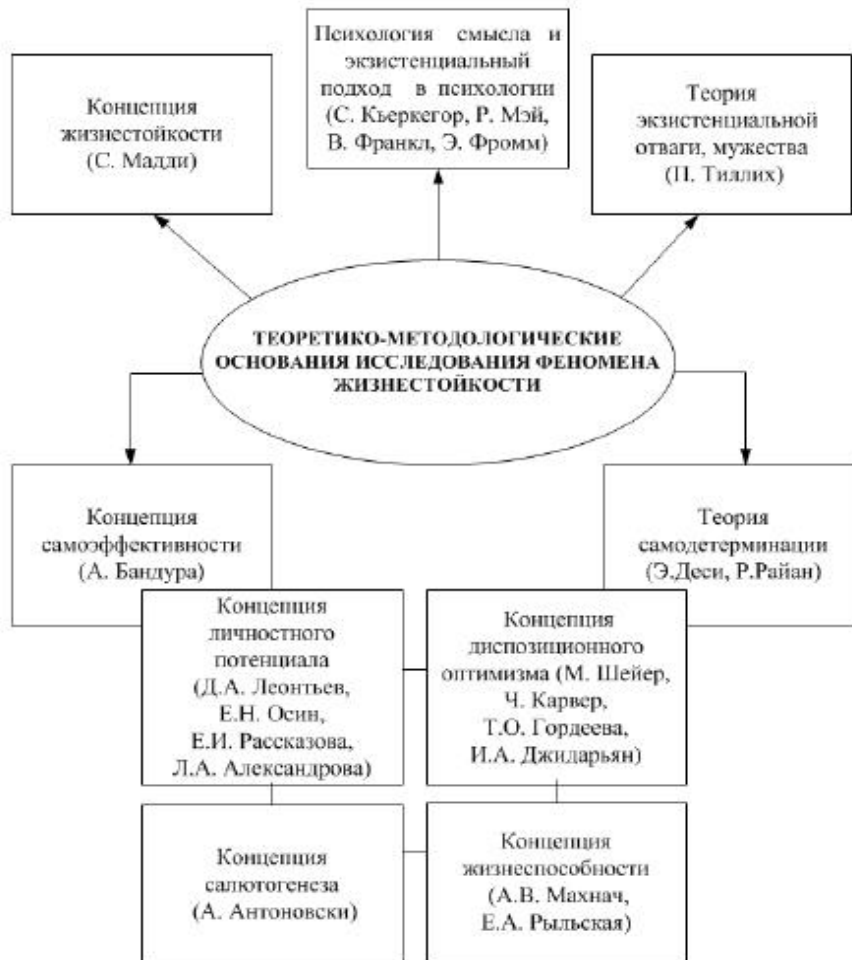 Психология смысла и
экзистенциальный
подход в психологии
(С. Кьеркегор, Р. Мэй,
В. Франкл, Э. Фромм)
Концепция
жизнестойкости
(С. Мадди)
Теория
экзистенциальной
отваги, мужества
(П. Тиллих)
ТЕОРЕТИКО-МЕТОДОЛОГИЧЕСКИЕ
ОСНОВАНИЯ ИССЛЕДОВАНИЯ ФЕНОМЕНА
ЖИЗНЕСТОЙКОСТИ
Концепция
самоэффективности
(А. Бандура)
Теория
самодетерминации
(Э.Деси, Р.Райан)
Концепция
личностного
потенциала
(Д.А. Леонтьев,
Е.Н. Осин,
Е.И. Рассказова,
Л.А. Александрова)
Концепция
диспозиционного
оптимизма (М. Шейер,
Ч. Карвер,
Т.О. Гордеева,
И.А. Джидарьян)
Концепция
салютогенеза
(А. Антоновски)
Концепция
жизнеспособности
(А.В. Махнач,
Е.А. Рыльская)